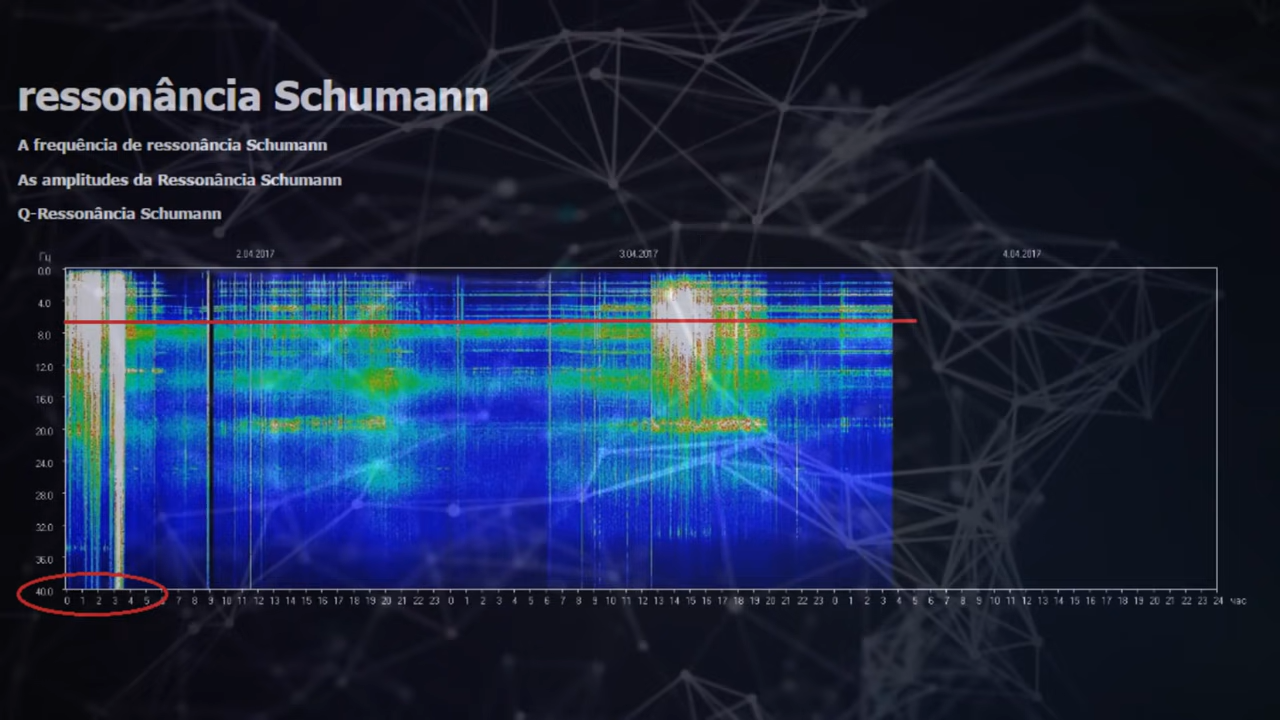 ressonância Schumann
A frequência de ressonância Schumann
As amplitudes da Ressonância Schumann
Q-Ressonância Schumann
Гц 2.04.2017 3.04.2017 4.04.2017
0.0
4.0
8.0
12.0
16.0
20.0
24.0
28.0
32.0
36.0
40.0
0 1 2 3 4 5 6 7 8 9 10 11 12 13 14 15 16 17 18 19 20 21 22 23 0 1 2 3 4 5 6 7 8 9 10 11 12 13 14 15 16 17 18 19 20 21 22 23 0 1 2 3 4 5 6 7 8 9 10 11 12 13 14 15 16 17 18 19 20 21 22 23 24 час